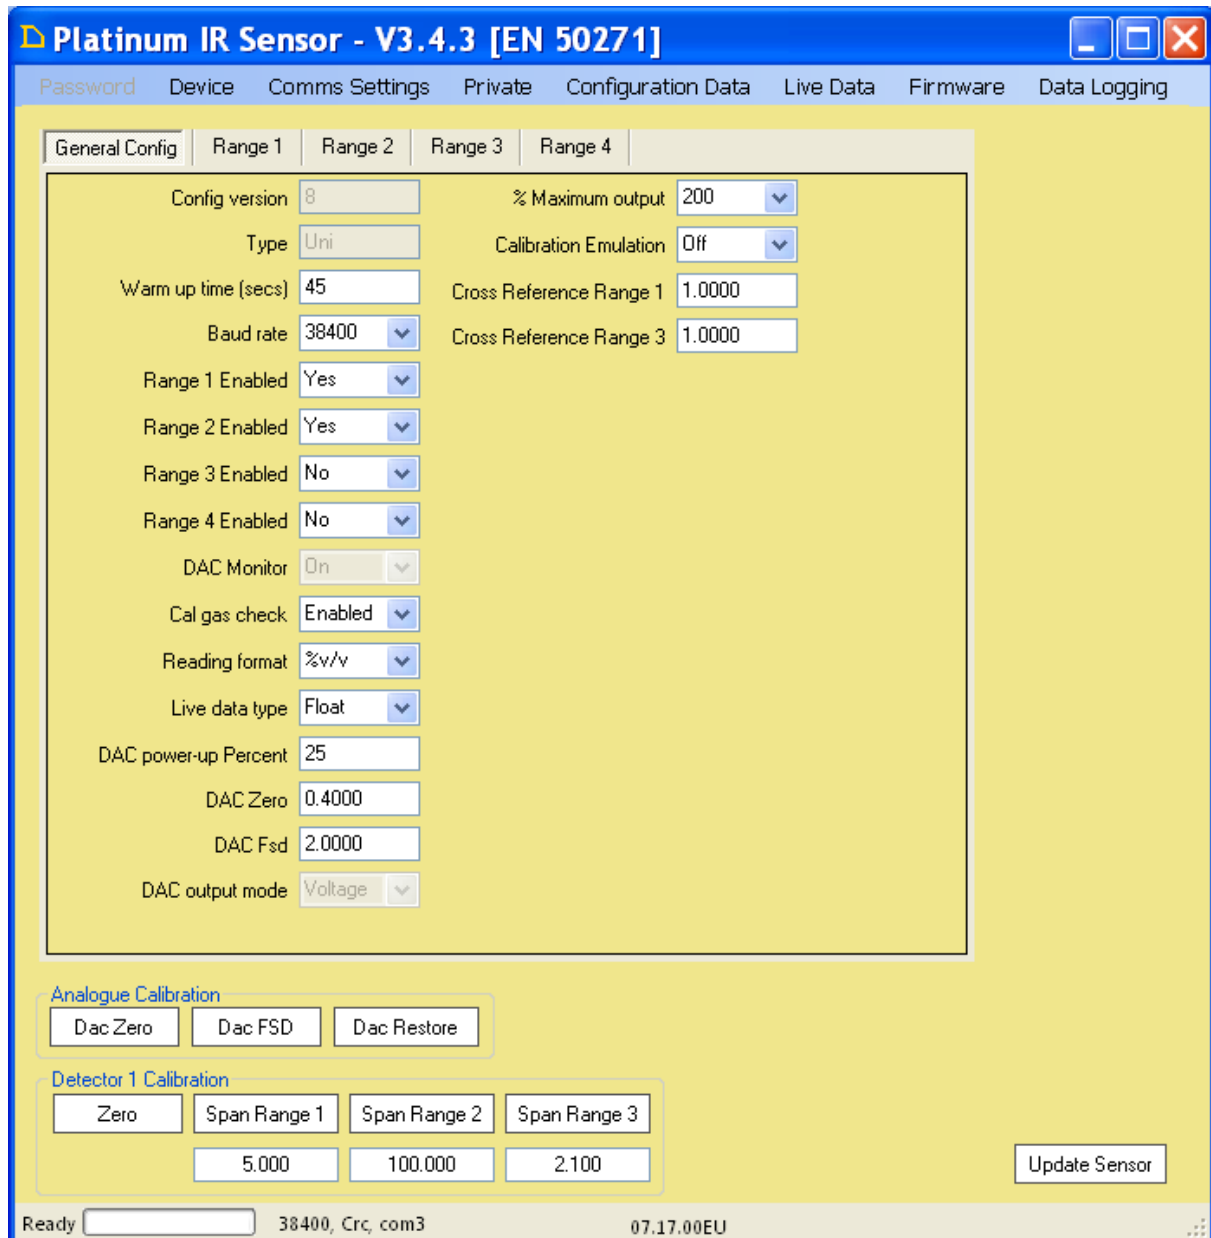 Platinum IR Sensor - V3.4.3 [EN 50271]
Password Device Comms Settings Private Configuration Data Live Data Firmware Data Logging
General Config Range 1 Range 2 Range 3 Range 4
Config version 8 % Maximum output 200
Type Uni Calibration Emulation Off
Warm up time (secs) 45 Cross Reference Range 1 1.0000
Baud rate 38400 Cross Reference Range 3 1.0000
Range 1 Enabled Yes
Range 2 Enabled Yes
Range 3 Enabled No
Range 4 Enabled No
DAC Monitor On
Cal gas check Enabled
Reading format %v/v
Live data type Float
DAC power-up Percent 25
DAC Zero 0.4000
DAC Fsd 2.0000
DAC output mode Voltage
Analogue Calibration
Dac Zero Dac FSD Dac Restore
Detector 1 Calibration
Zero Span Range 1 Span Range 2 Span Range 3
5.000 100.000 2.100
Update Sensor
Ready 38400, Crc, com3 07.17.00EU